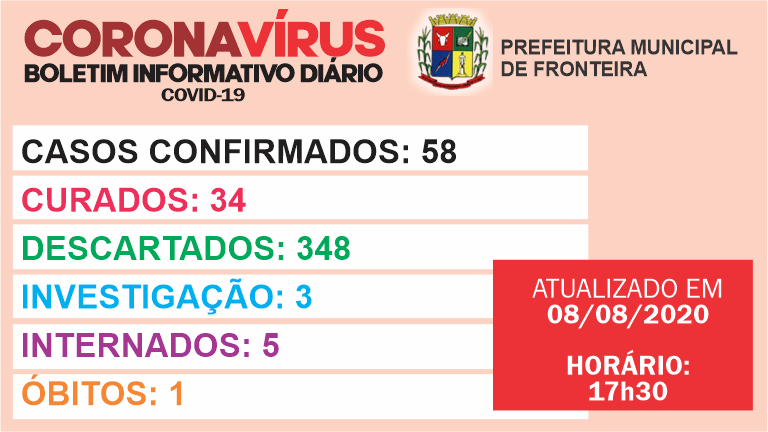 CORONAVÍRUS
BOLETIM INFORMATIVO DIÁRIO
COVID-19
PREFEITURA MUNICIPAL
DE FRONTEIRA
CASOS CONFIRMADOS: 58
CURADOS: 34
DESCARTADOS: 348
INVESTIGAÇÃO: 3
INTERNADOS: 5
ÓBITOS: 1
ATUALIZADO EM
08/08/2020
HORÁRIO:
17h30